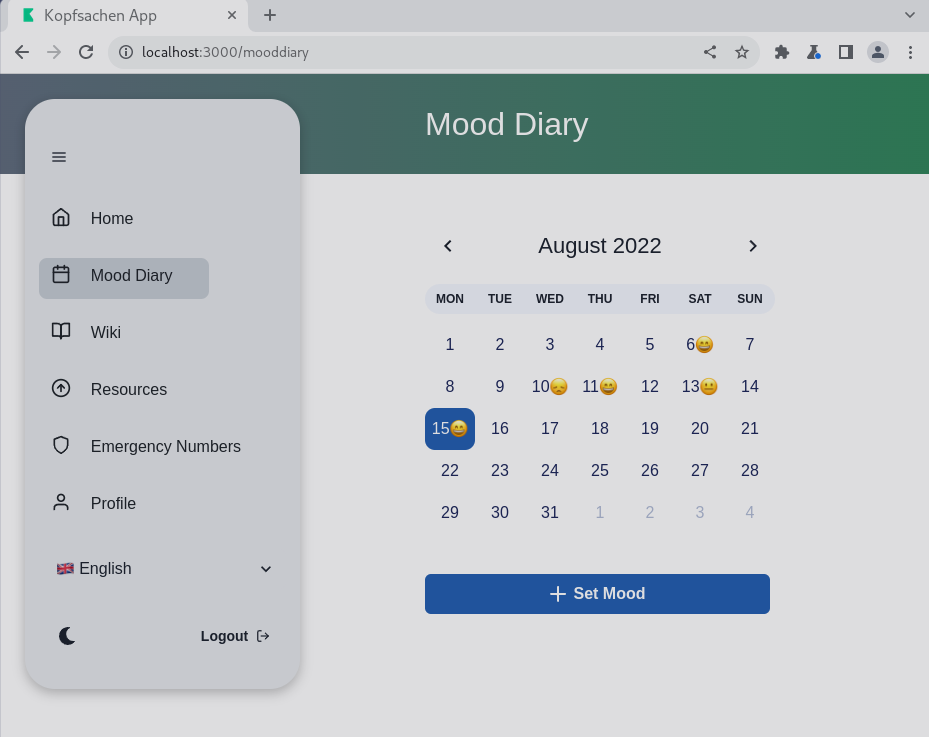 Kopfsachen App
localhost:3000/mooddiary
Mood Diary
Home
Mood Diary
Wiki
Resources
Emergency Numbers
Profile
🇬🇧 English
Logout
August 2022
MON TUE WED THU FRI SAT SUN
1 2 3 4 5 6😄 7
8 9 10😞 11😄 12 13😐 14
15😄 16 17 18 19 20 21
22 23 24 25 26 27 28
29 30 31 1 2 3 4
Set Mood